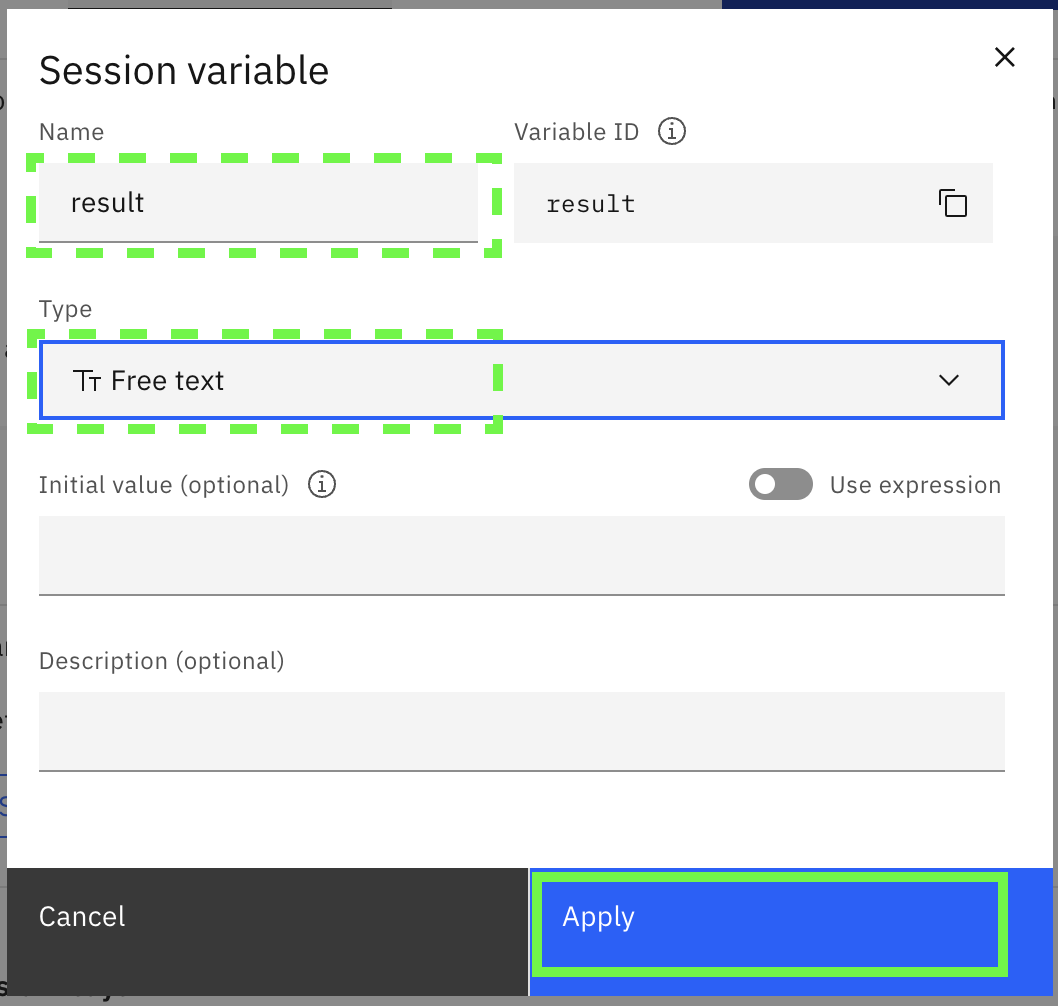 Session variable
Name
Variable ID
result
result
Type
Free text
Initial value (optional)
Use expression
Description (optional)
Cancel
Apply